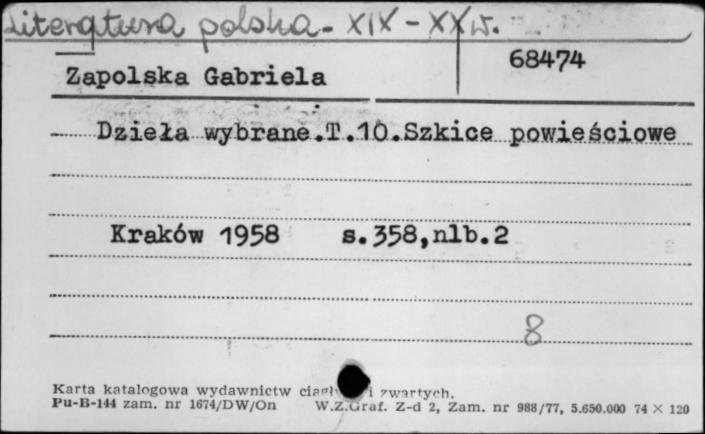 Literatura polska - XIX - XX w.
68474
Zapolska Gabriela
Dzieła wybrane.T.10.Szkice powieściowe
Kraków 1958 s.358,nlb.2
8
Karta katalogowa wydawnictw ciągłych i zwartych.
Pu-B-144 zam. nr 1674/DW/On W.Z.Graf. Z-d 2, Zam. nr 988/77, 5.650.000 74 × 120